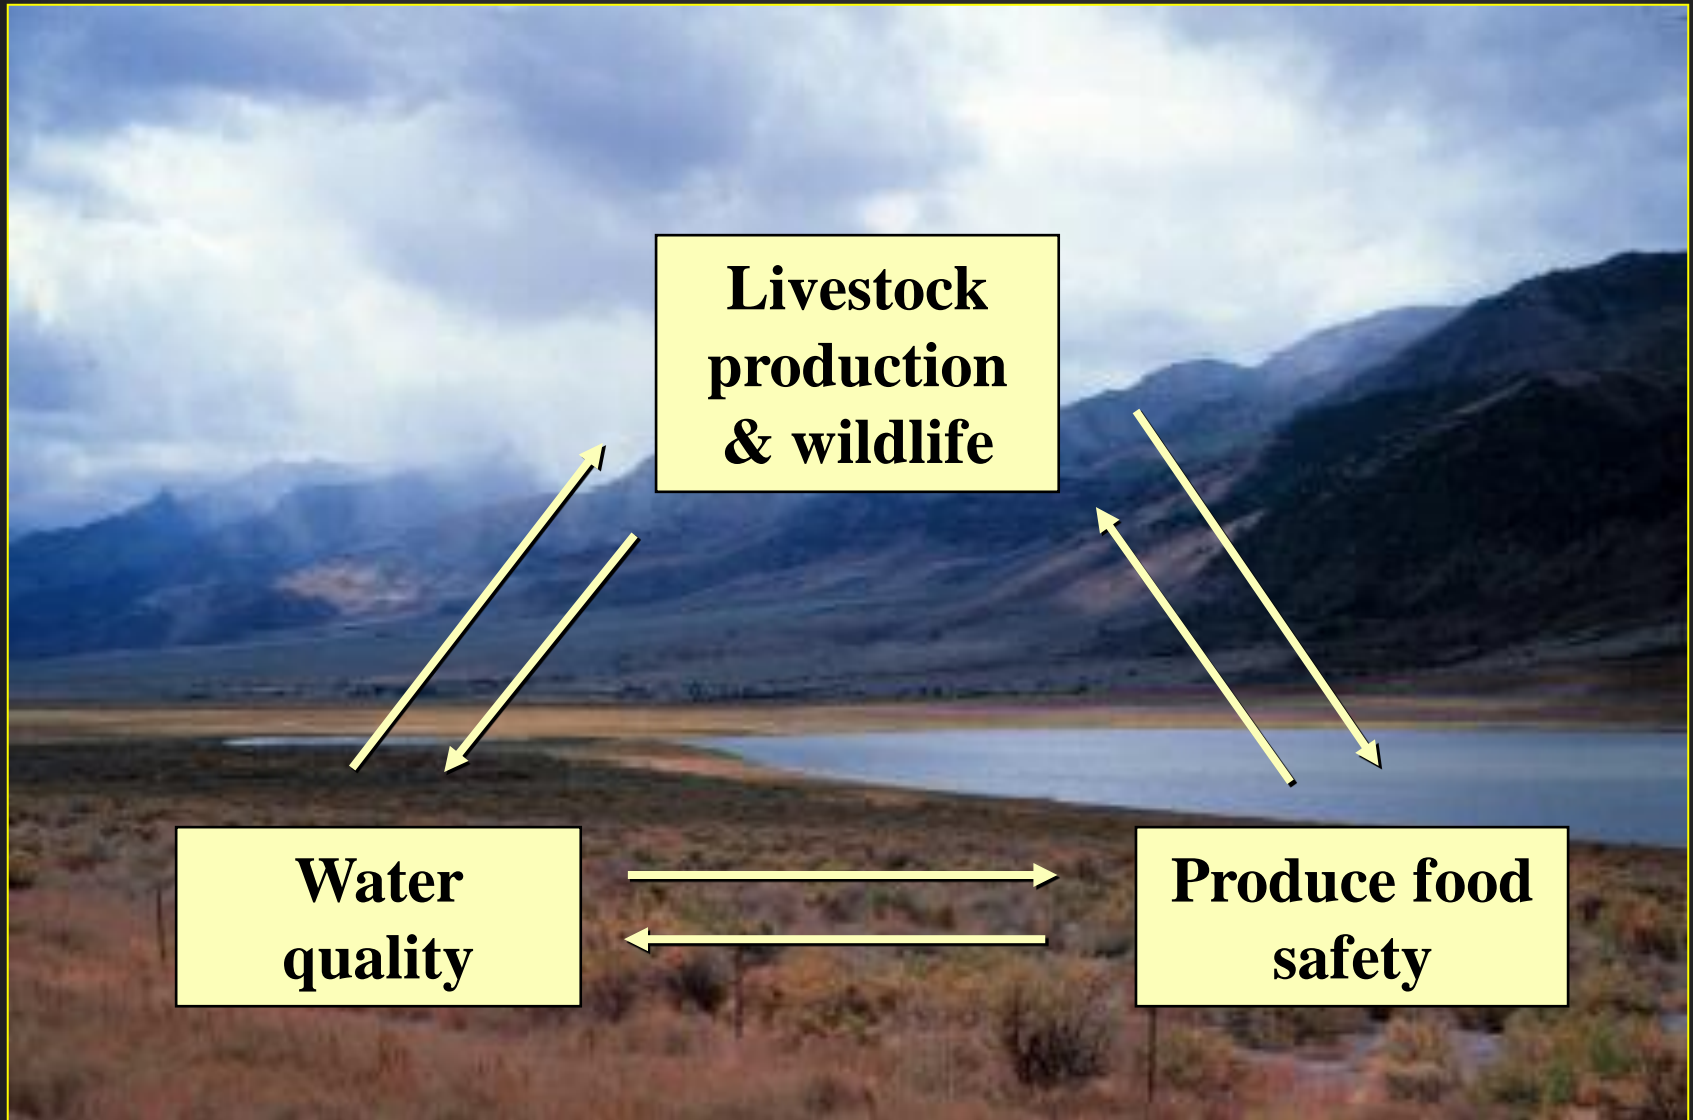 Livestock
production
& wildlife
Water
quality
Produce food
safety